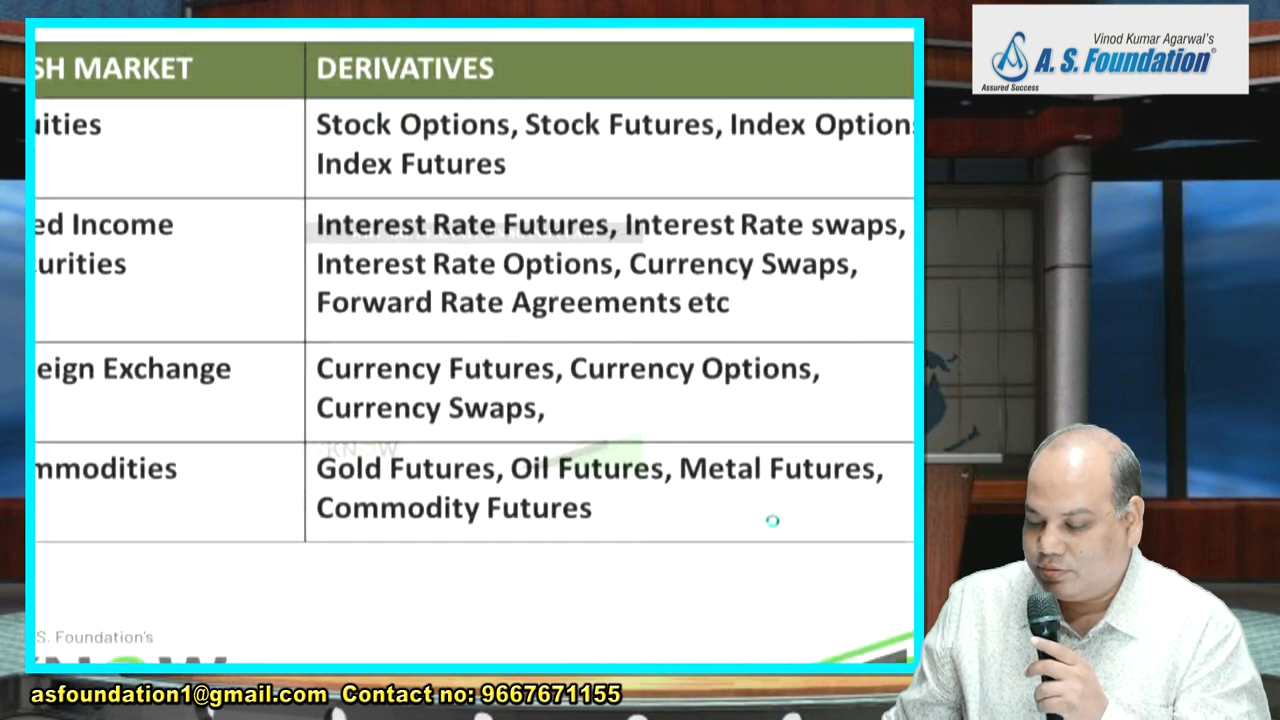 Vinod Kumar Agarwal's
A. S. Foundation®
Assured Success
SH MARKET
DERIVATIVES
uities
Stock Options, Stock Futures, Index Option
Index Futures
ed Income
urities
Interest Rate Futures, Interest Rate swaps,
Interest Rate Options, Currency Swaps,
Forward Rate Agreements etc
eign Exchange
Currency Futures, Currency Options,
Currency Swaps,
mmodities
Gold Futures, Oil Futures, Metal Futures,
Commodity Futures
S. Foundation's
KNOW
asfoundation1@gmail.com Contact no: 9667671155